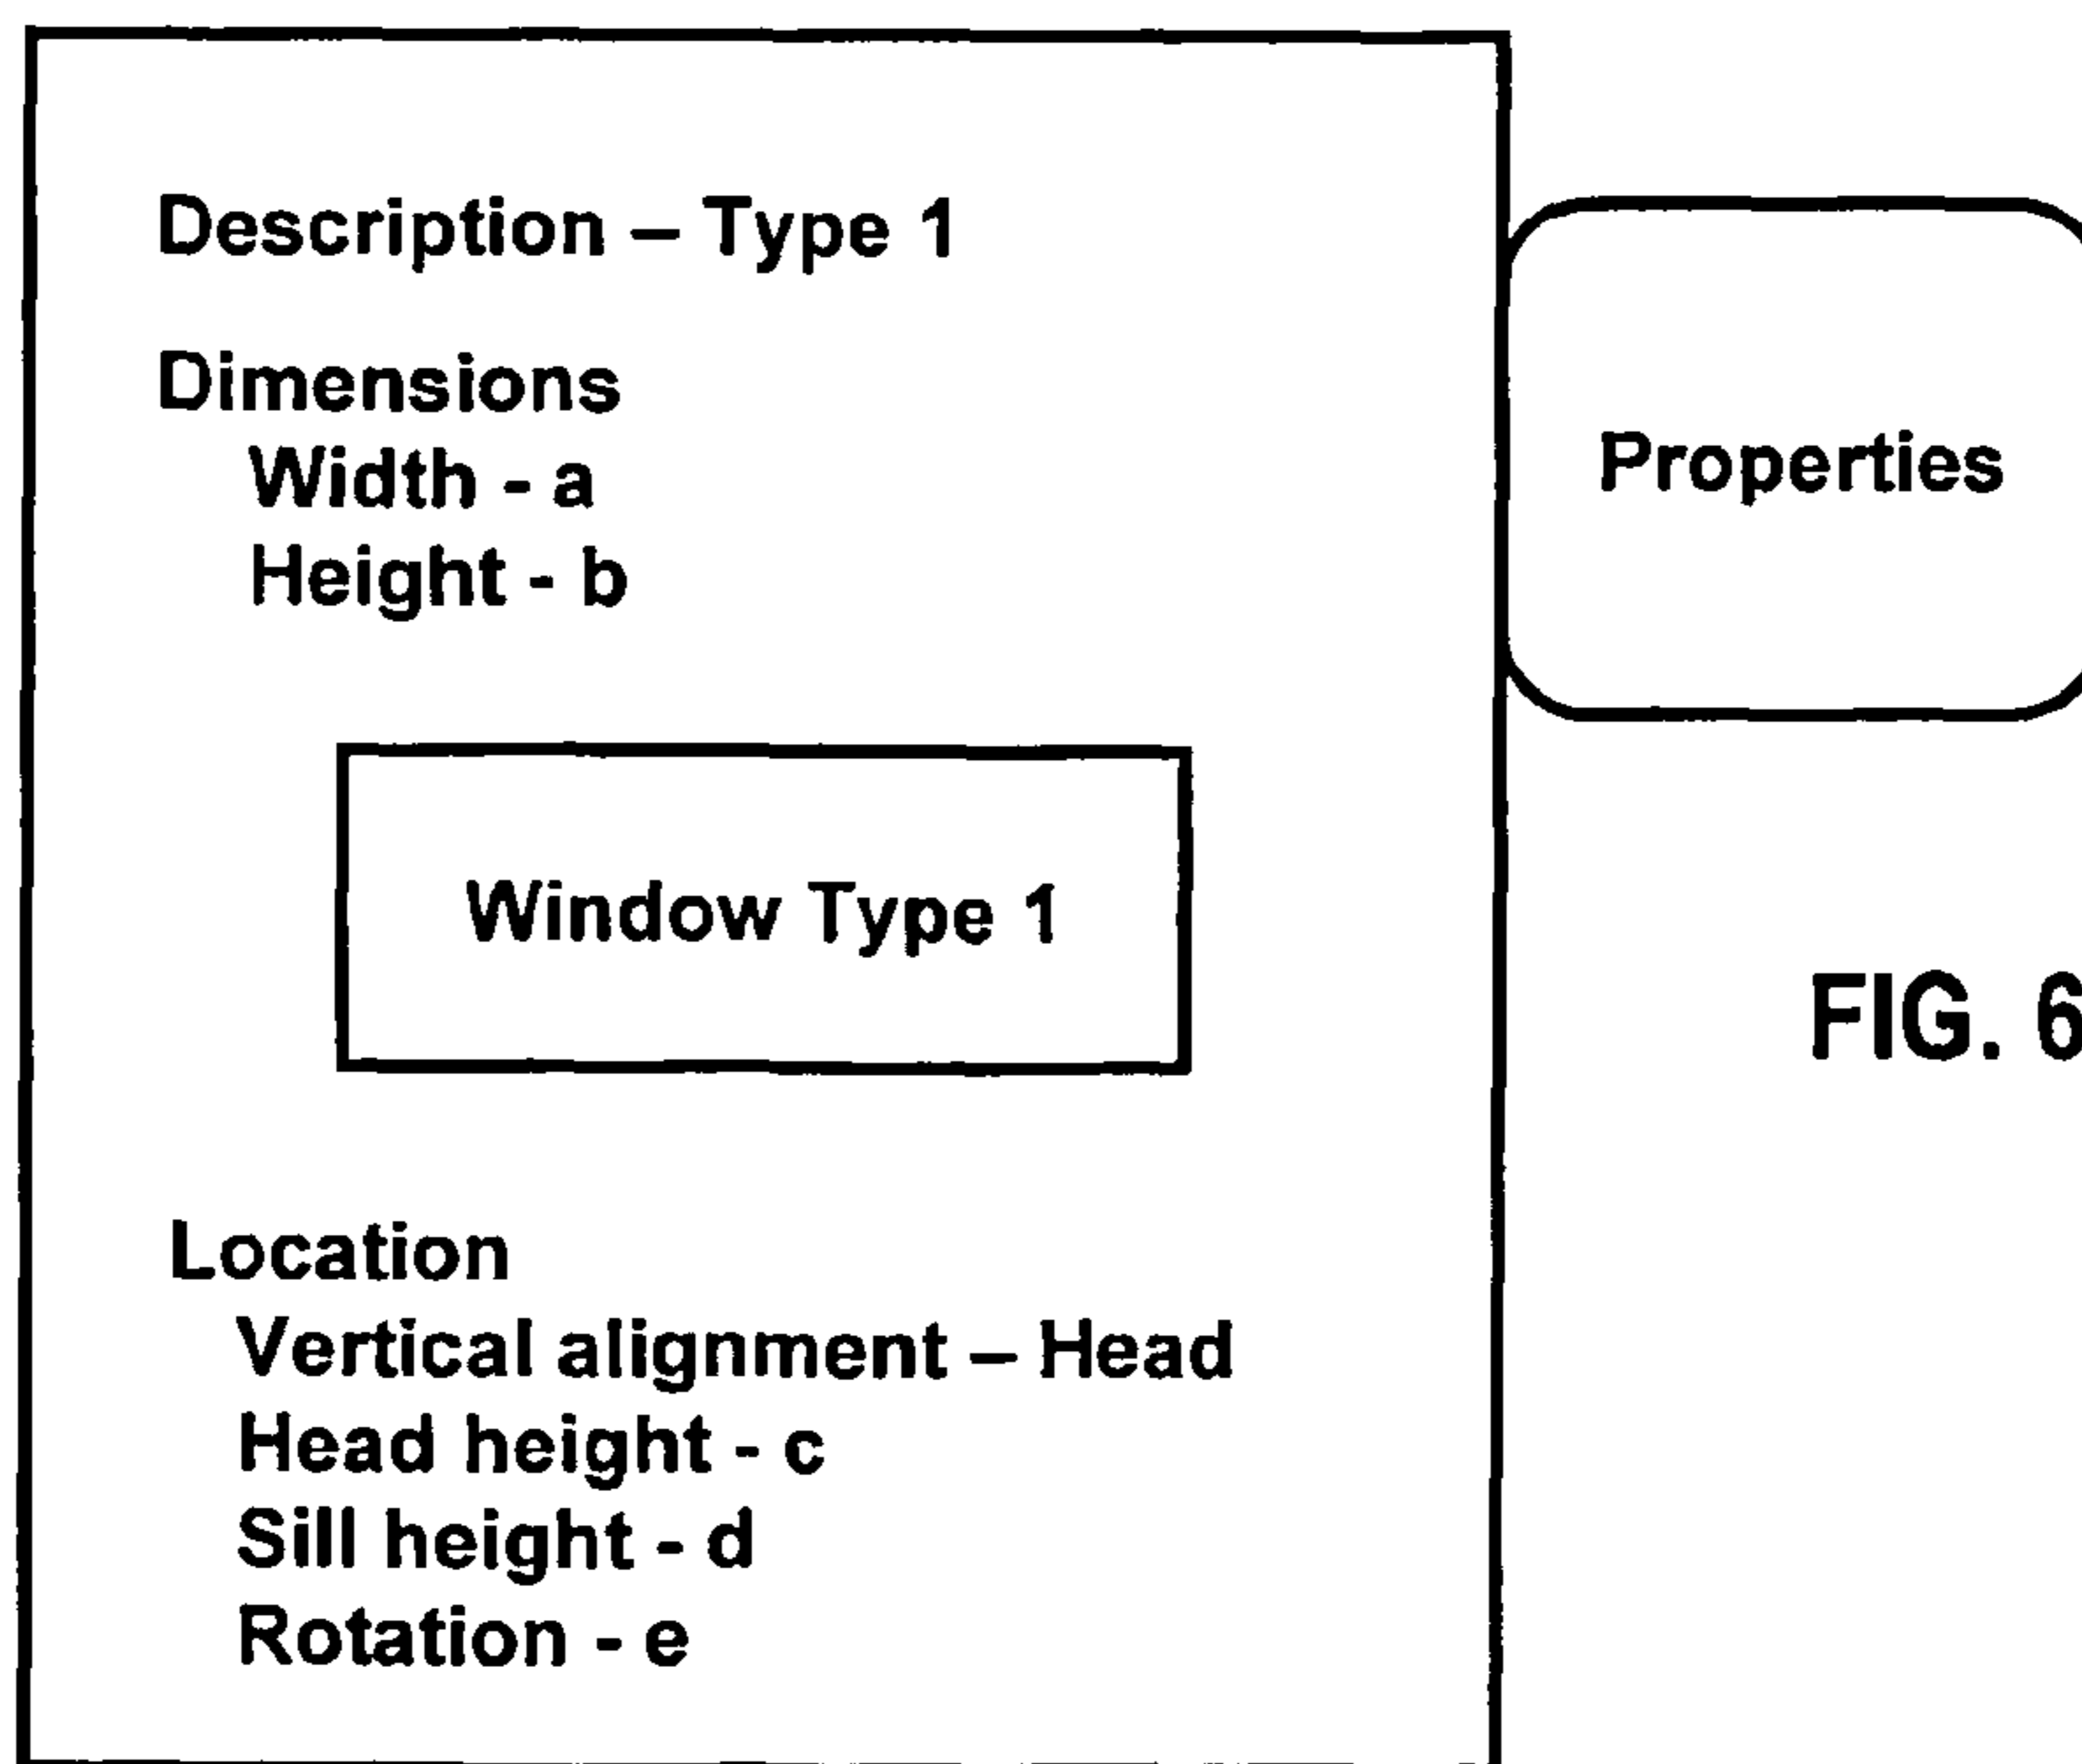 Description – Type 1
Dimensions
Width - a
Height - b
Properties
Window Type 1
FIG. 6
Location
Vertical alignment – Head
Head height - c
Sill height - d
Rotation - e